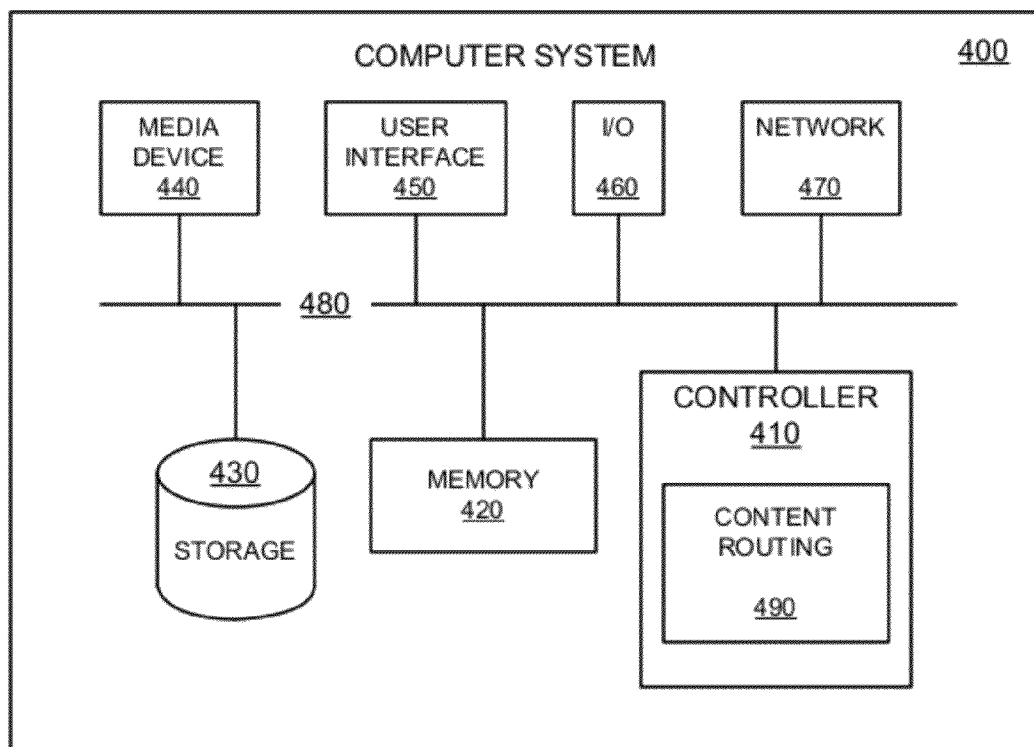 COMPUTER SYSTEM
400
MEDIA
DEVICE
440
USER
INTERFACE
450
I/O
460
NETWORK
470
480
430
STORAGE
MEMORY
420
CONTROLLER
410
CONTENT
ROUTING
490